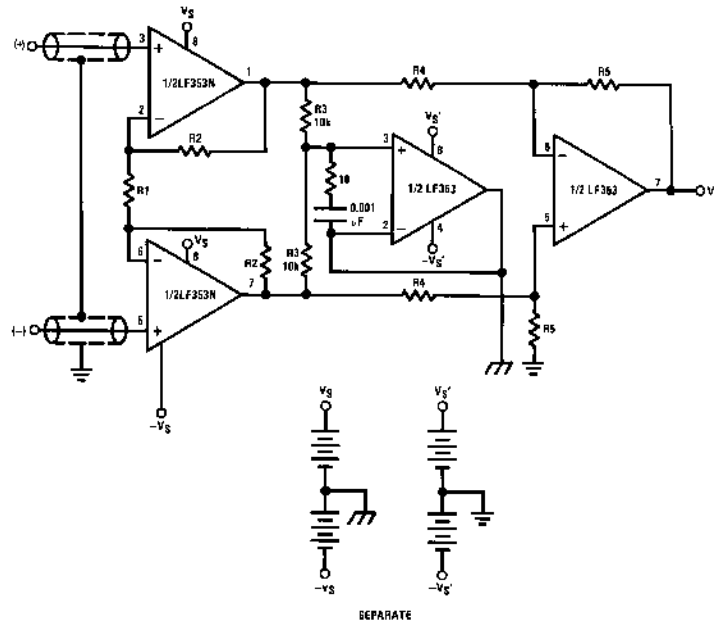 VS
(+)
3
+
8
1/2LF353N
1
2
−
R2
R1
R3
10k
R4
R5
VS'
3
+
8
10
0.001
μF
1/2 LF353
2
−
4
−VS'
6
−
1/2 LF353
7
V
5
+
VS
6
−
8
R2
R3
10k
1/2LF353N
7
R4
(−)
5
+
R5
−VS
VS
VS'
−VS
−VS'
SEPARATE